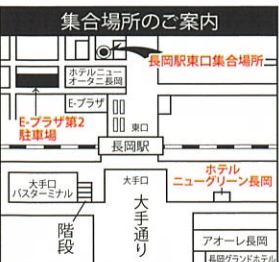 集合場所のご案内
長岡駅東口集合場所
ホテルニュー
オータニ長岡
E-プラザ
E-プラザ第2
駐車場
東口
長岡駅
大手口
バスターミナル
大手口
ホテル
ニューグリーン長岡
階段
大手通り
アオーレ長岡
長岡グランドホテル